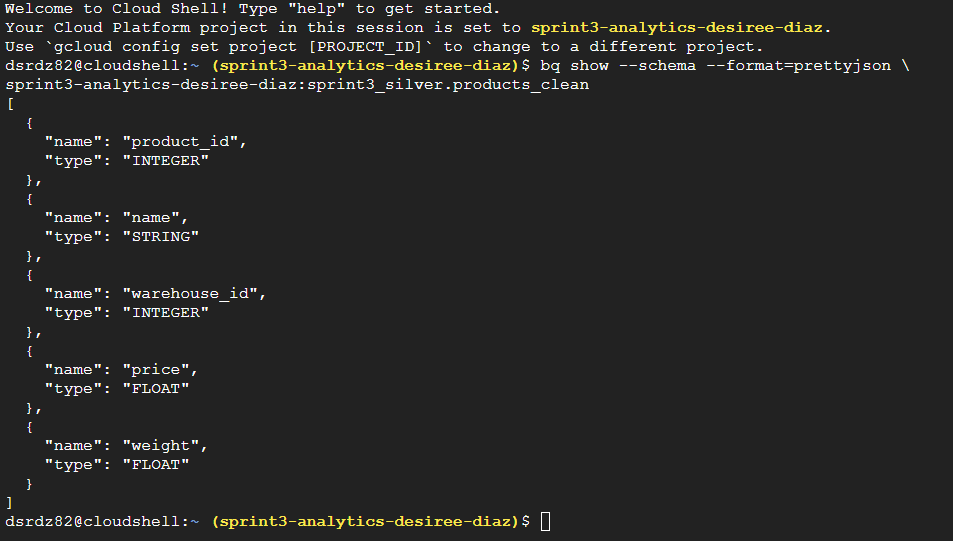 Welcome to Cloud Shell! Type "help" to get started.
Your Cloud Platform project in this session is set to sprint3-analytics-desiree-diaz.
Use `gcloud config set project [PROJECT_ID]` to change to a different project.
dsrdz82@cloudshell:~ (sprint3-analytics-desiree-diaz)$ bq show --schema --format=prettyjson \
sprint3-analytics-desiree-diaz:sprint3_silver.products_clean
[
  {
    "name": "product_id",
    "type": "INTEGER"
  },
  {
    "name": "name",
    "type": "STRING"
  },
  {
    "name": "warehouse_id",
    "type": "INTEGER"
  },
  {
    "name": "price",
    "type": "FLOAT"
  },
  {
    "name": "weight",
    "type": "FLOAT"
  }
]
dsrdz82@cloudshell:~ (sprint3-analytics-desiree-diaz)$